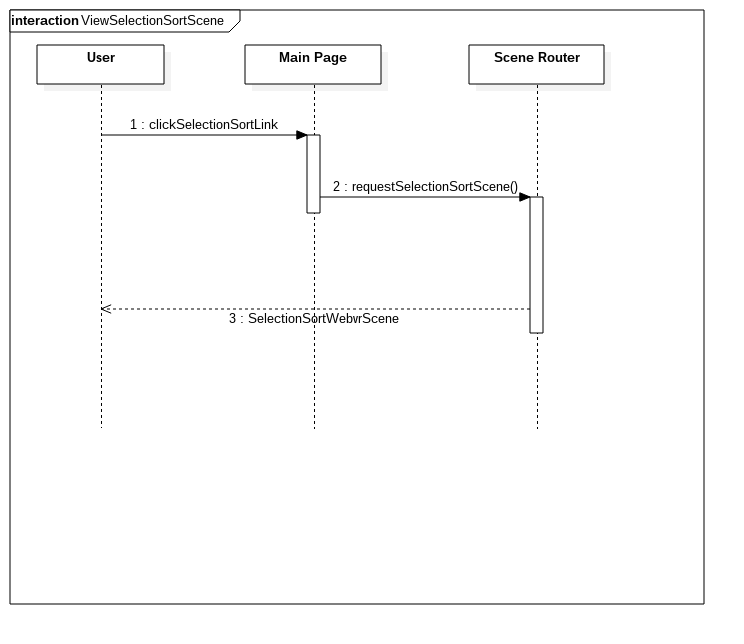 interaction ViewSelectionSortScene
User
Main Page
Scene Router
1 : clickSelectionSortLink
2 : requestSelectionSortScene()
3 : SelectionSortWebvrScene